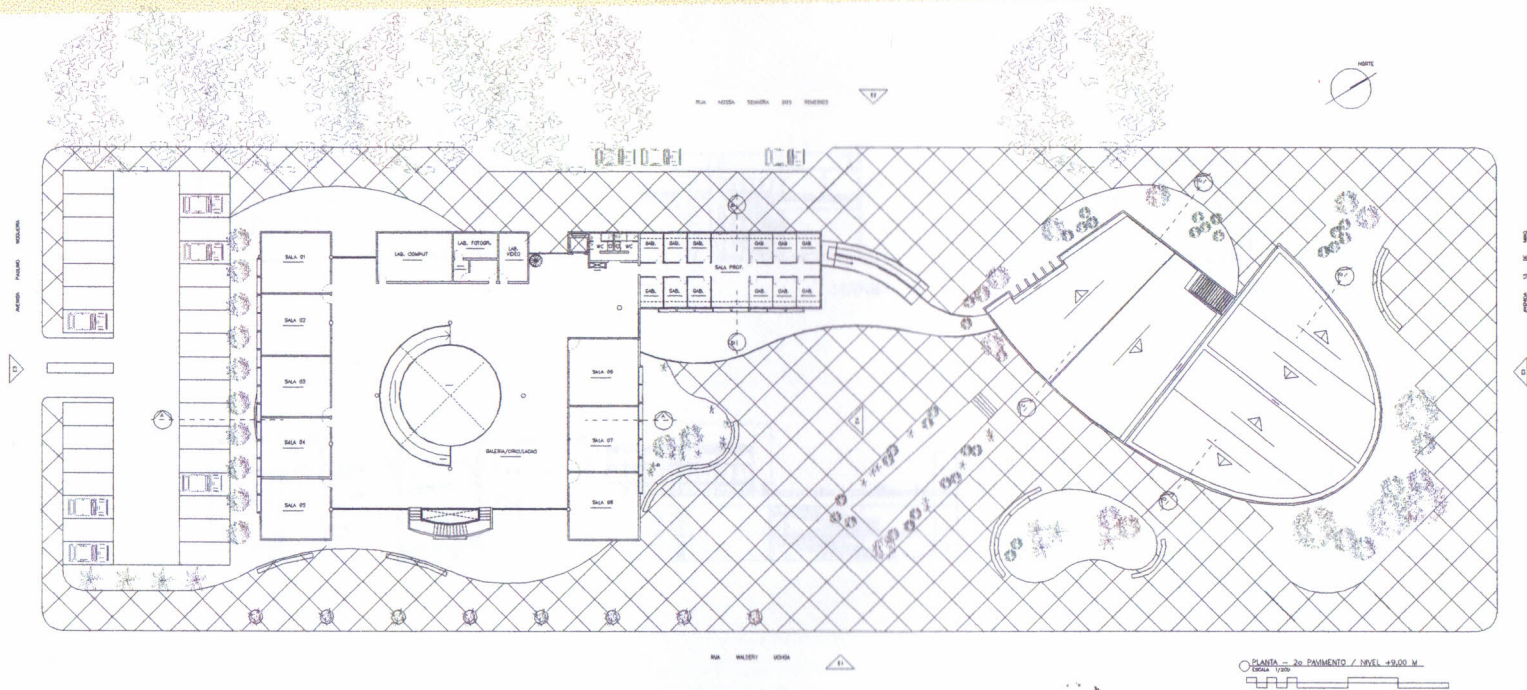 NORTE
RUA NOSSA SENHORA DOS REMEDIOS
AVENIDA PAULINO NOGUEIRA
SALA 01
LAB. COMPUT
LAB. FOTOGR.
LAB. VIDEO
WC
WC
GAB.
GAB.
GAB.
GAB.
GAB.
GAB.
SALA PROF.
GAB.
GAB.
GAB.
GAB.
GAB.
GAB.
SALA 02
SALA 03
SALA 04
SALA 05
SALA 06
SALA 07
SALA 08
GALERIA/CIRCULACAO
AVENIDA 13 DE MAIO
RUA WALDERY UCHOA
PLANTA - 2o PAVIMENTO / NIVEL +9,00 M
ESCALA 1/200